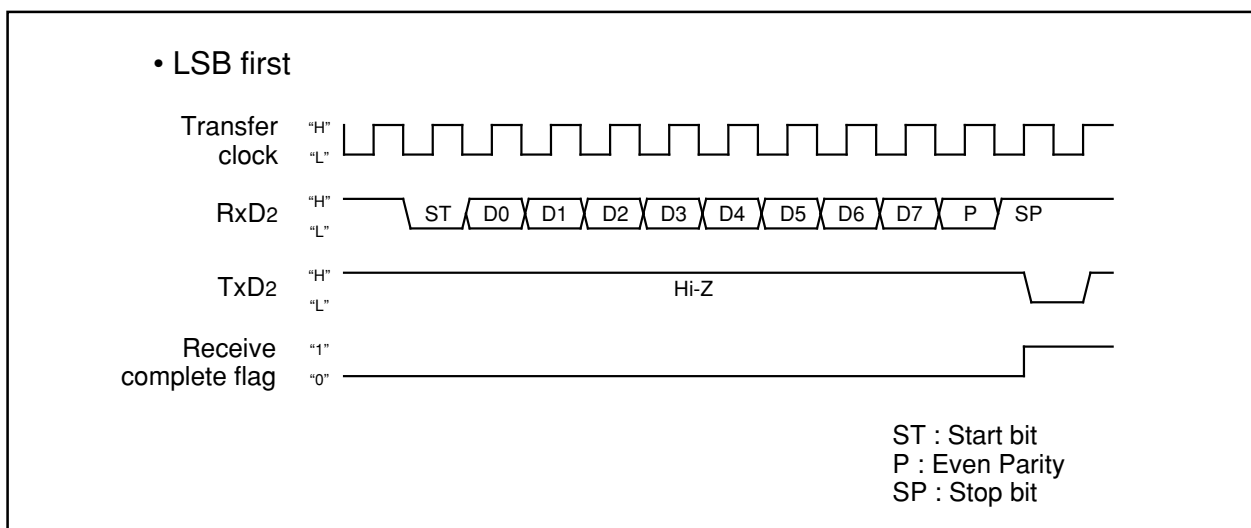 • LSB first
Transfer clock
“H”
“L”
RxD2
“H”
“L”
ST D0 D1 D2 D3 D4 D5 D6 D7 P SP
TxD2
“H”
“L”
Hi-Z
Receive complete flag
“1”
“0”
ST : Start bit
P : Even Parity
SP : Stop bit